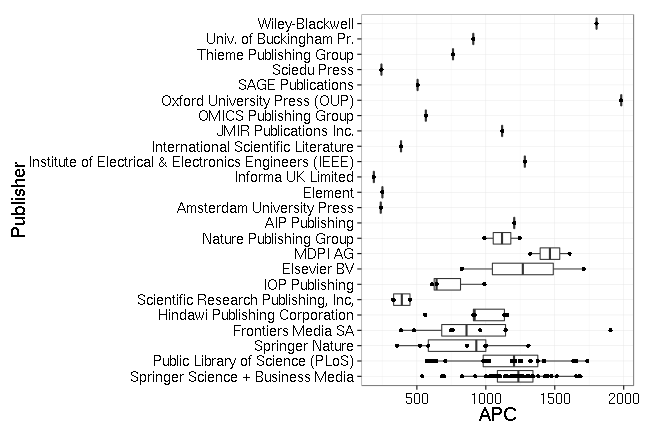 Wiley-Blackwell
Univ. of Buckingham Pr.
Thieme Publishing Group
Sciedu Press
SAGE Publications
Oxford University Press (OUP)
OMICS Publishing Group
JMIR Publications Inc.
International Scientific Literature
Institute of Electrical & Electronics Engineers (IEEE)
Informa UK Limited
Element
Amsterdam University Press
AIP Publishing
Nature Publishing Group
MDPI AG
Elsevier BV
IOP Publishing
Scientific Research Publishing, Inc,
Hindawi Publishing Corporation
Frontiers Media SA
Springer Nature
Public Library of Science (PLoS)
Springer Science + Business Media
Publisher
500 1000 1500 2000
APC